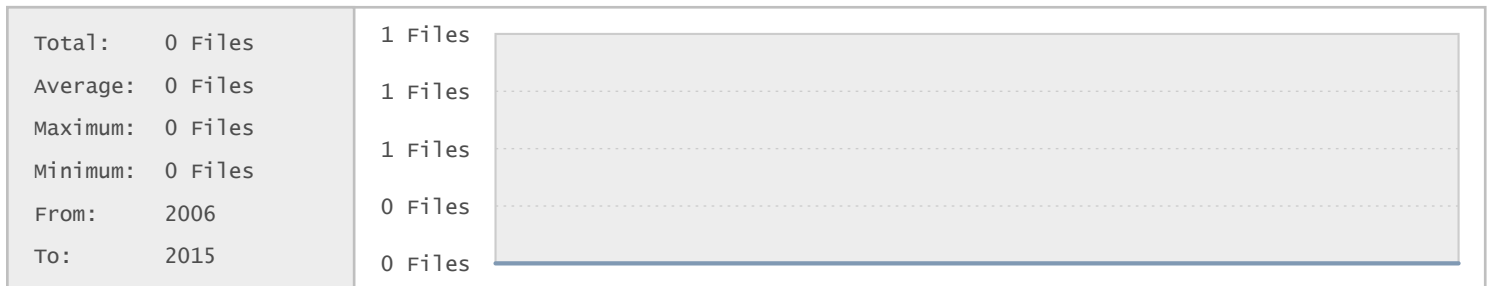 Total: 0 Files
Average: 0 Files
Maximum: 0 Files
Minimum: 0 Files
From: 2006
To: 2015
1 Files
1 Files
1 Files
0 Files
0 Files